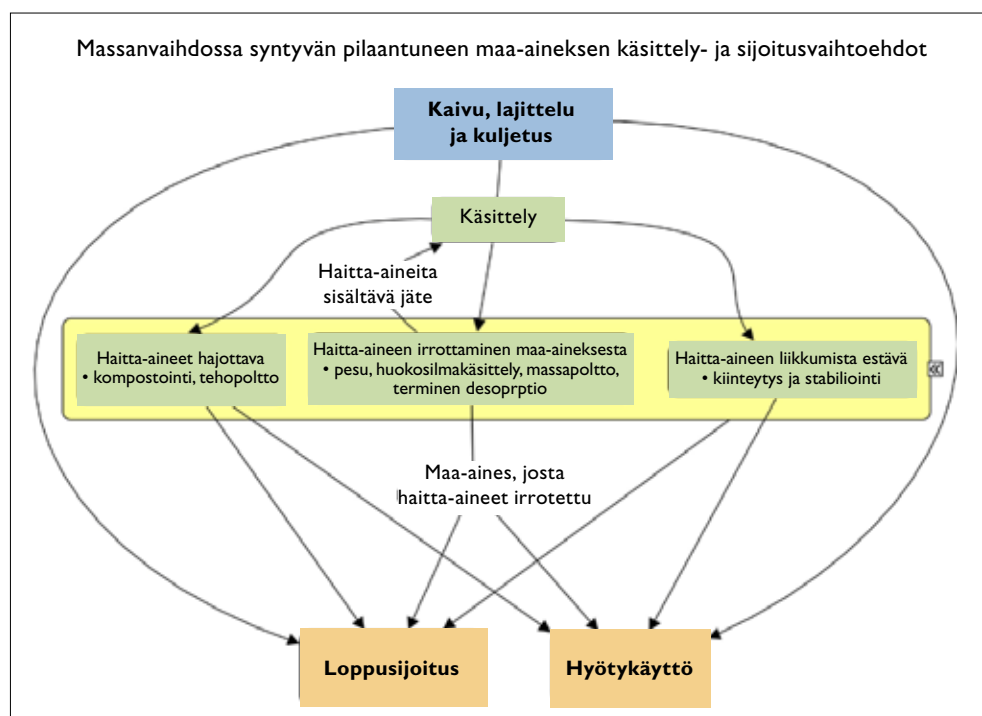 Massanvaihdossa syntyvän pilaantuneen maa-aineksen käsittely- ja sijoitusvaihtoehdot
Kaivu, lajittelu
ja kuljetus
Käsittely
Haitta-aineita
sisältävä jäte
Haitta-aineet hajottava
• kompostointi, tehopoltto
Haitta-aineen irrottaminen maa-aineksesta
• pesu, huokosilmakäsittely, massapoltto,
terminen desoprptio
Haitta-aineen liikkumista estävä
• kiinteytys ja stabiliointi
Maa-aines, josta
haitta-aineet irrotettu
Loppusijoitus
Hyötykäyttö